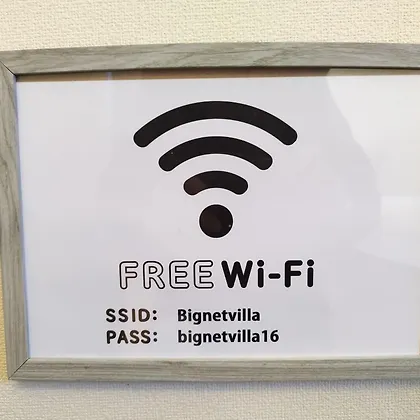 FREE Wi-Fi
SSID: Bignetvilla
PASS: bignetvilla16